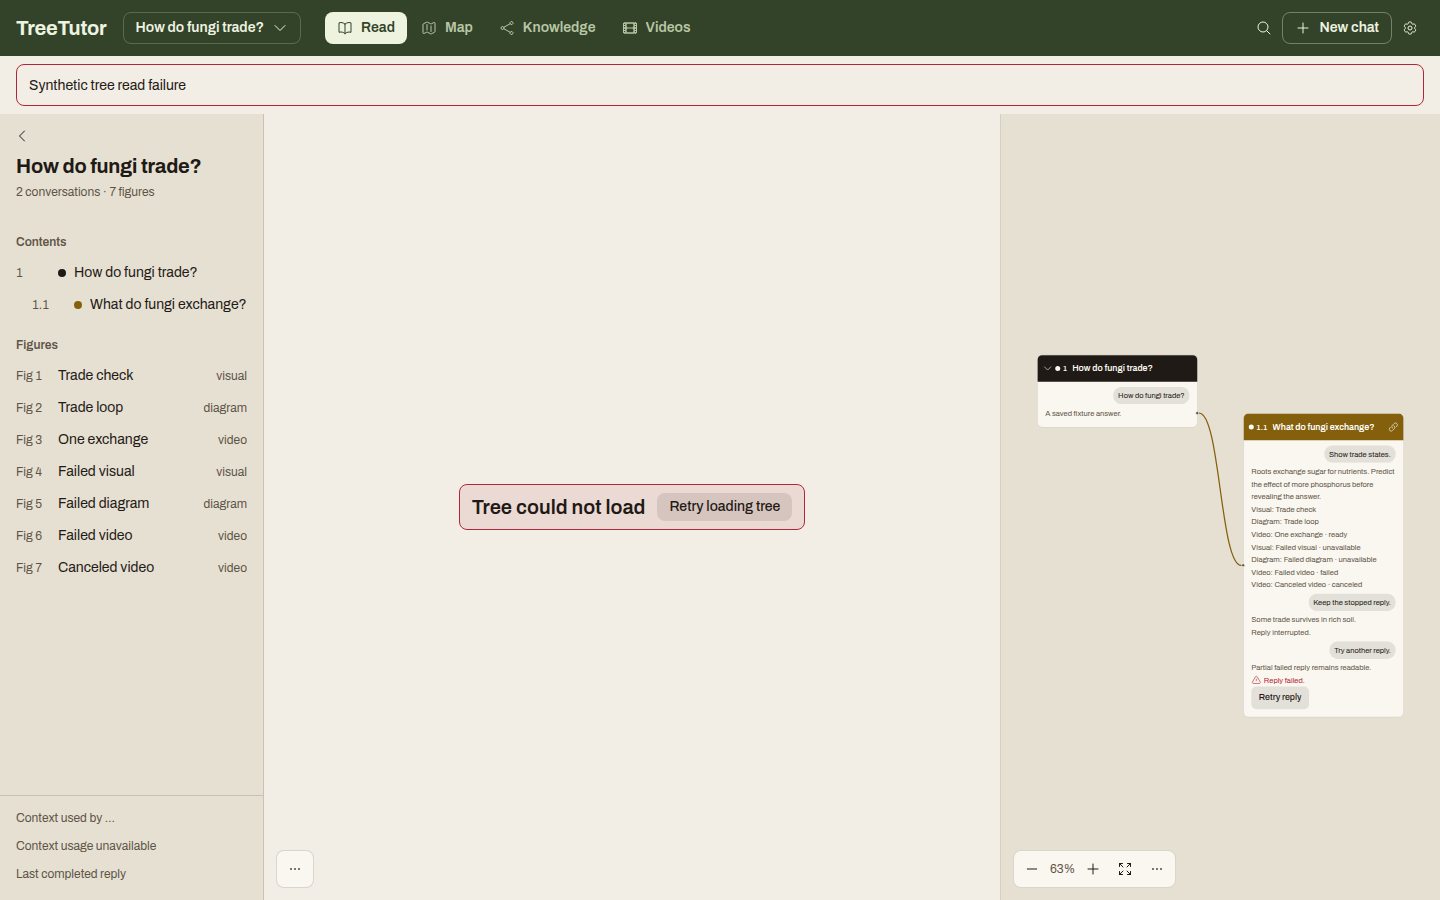 TreeTutor
How do fungi trade?
Read
Map
Knowledge
Videos
New chat
Synthetic tree read failure
How do fungi trade?
2 conversations · 7 figures
Contents
1 How do fungi trade?
1.1 What do fungi exchange?
Figures
Fig 1 Trade check visual
Fig 2 Trade loop diagram
Fig 3 One exchange video
Fig 4 Failed visual visual
Fig 5 Failed diagram diagram
Fig 6 Failed video video
Fig 7 Canceled video video
Context used by ...
Context usage unavailable
Last completed reply
Tree could not load
Retry loading tree
1 How do fungi trade?
How do fungi trade?
A saved fixture answer.
1.1 What do fungi exchange?
Show trade states.
Roots exchange sugar for nutrients. Predict
the effect of more phosphorus before
revealing the answer.
Visual: Trade check
Diagram: Trade loop
Video: One exchange · ready
Visual: Failed visual · unavailable
Diagram: Failed diagram · unavailable
Video: Failed video · failed
Video: Canceled video · canceled
Keep the stopped reply.
Some trade survives in rich soil.
Reply interrupted.
Try another reply.
Partial failed reply remains readable.
Reply failed.
Retry reply
63%